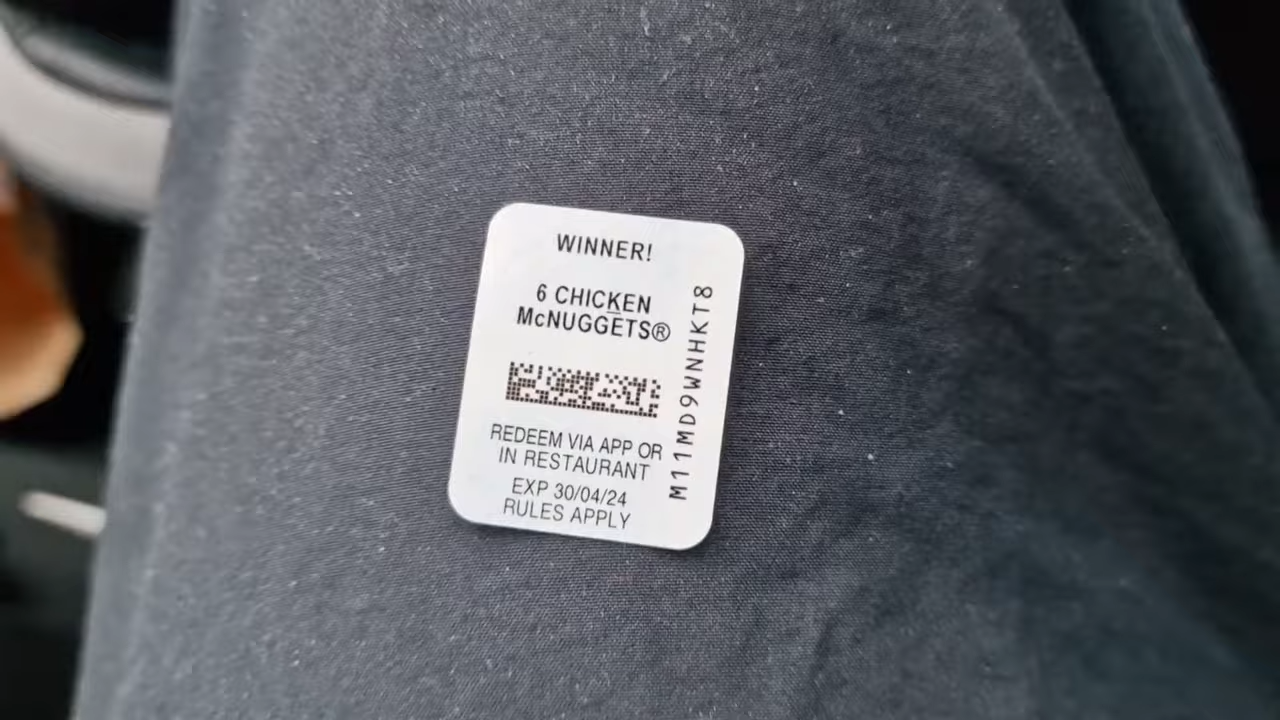 WINNER!
6 CHICKEN
McNUGGETS®
REDEEM VIA APP OR
IN RESTAURANT
EXP 30/04/24
RULES APPLY
M11MD9WNHKT8